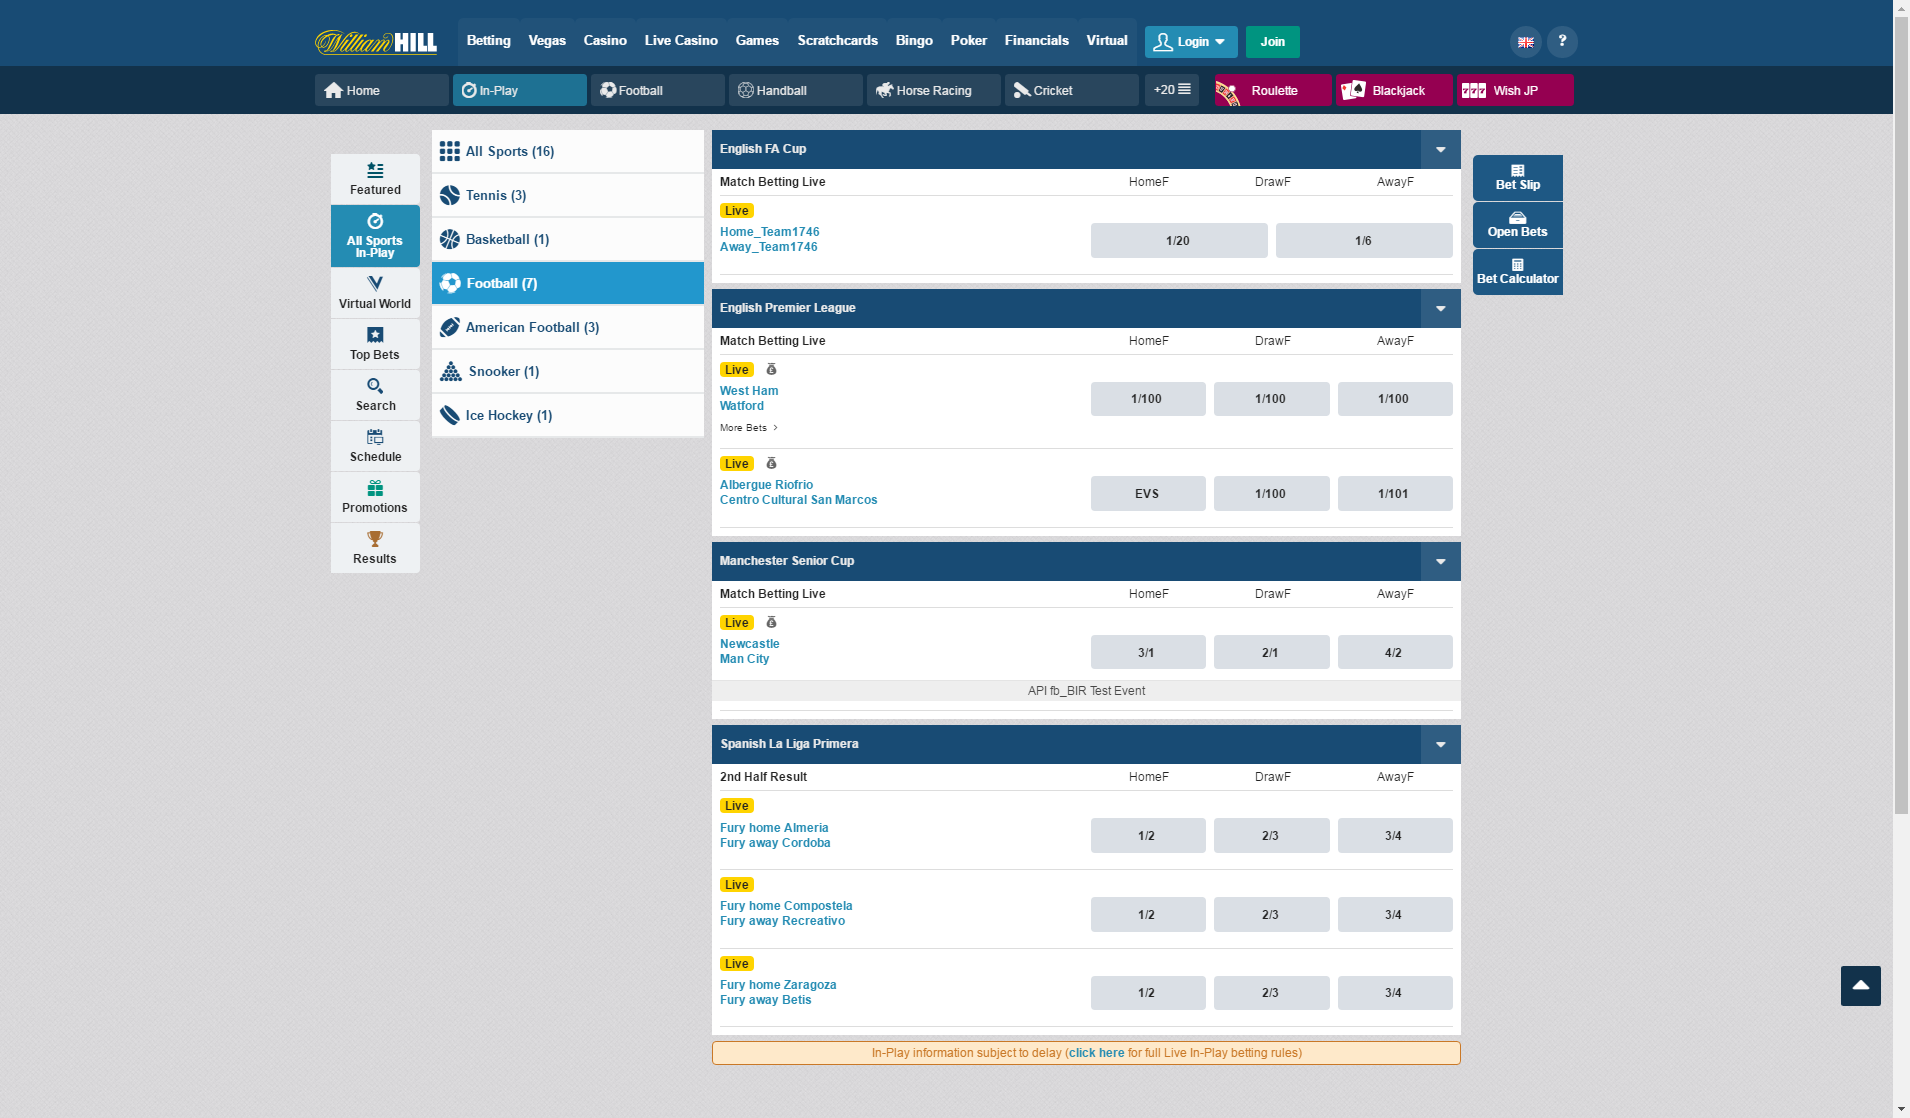 William HILL
Betting Vegas Casino Live Casino Games Scratchcards Bingo Poker Financials Virtual Login Join ?
Home In-Play Football Handball Horse Racing Cricket +20 Roulette Blackjack 777 Wish JP
Featured
All Sports
In-Play
Virtual World
Top Bets
Search
Schedule
Promotions
Results
All Sports (16)
Tennis (3)
Basketball (1)
Football (7)
American Football (3)
Snooker (1)
Ice Hockey (1)
English FA Cup
Match Betting Live HomeF DrawF AwayF
Live
Home_Team1746
Away_Team1746
1/20 1/6
English Premier League
Match Betting Live HomeF DrawF AwayF
Live
West Ham
Watford
1/100 1/100 1/100
More Bets >
Live
Albergue Riofrio
Centro Cultural San Marcos
EVS 1/100 1/101
Manchester Senior Cup
Match Betting Live HomeF DrawF AwayF
Live
Newcastle
Man City
3/1 2/1 4/2
API fb_BIR Test Event
Spanish La Liga Primera
2nd Half Result HomeF DrawF AwayF
Live
Fury home Almeria
Fury away Cordoba
1/2 2/3 3/4
Live
Fury home Compostela
Fury away Recreativo
1/2 2/3 3/4
Live
Fury home Zaragoza
Fury away Betis
1/2 2/3 3/4
In-Play information subject to delay (click here for full Live In-Play betting rules)
Bet Slip
Open Bets
Bet Calculator